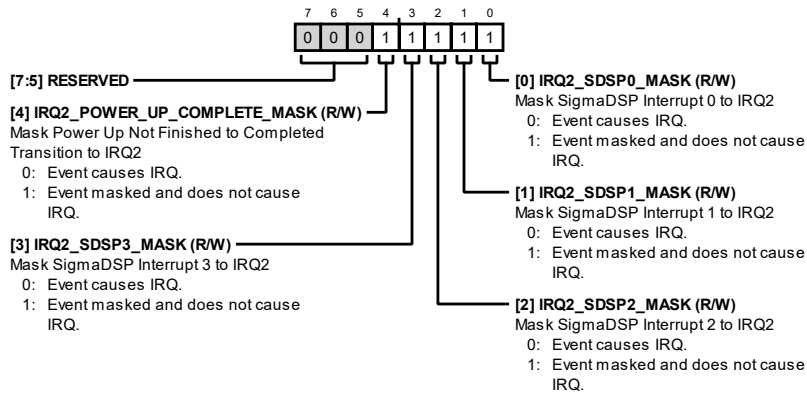 7 6 5 4 3 2 1 0
0 0 0 1 1 1 1 1
[7:5] RESERVED
[4] IRQ2_POWER_UP_COMPLETE_MASK (R/W)
Mask Power Up Not Finished to Completed
Transition to IRQ2
0: Event causes IRQ.
1: Event masked and does not cause
IRQ.
[3] IRQ2_SDSP3_MASK (R/W)
Mask SigmaDSP Interrupt 3 to IRQ2
0: Event causes IRQ.
1: Event masked and does not cause
IRQ.
[0] IRQ2_SDSP0_MASK (R/W)
Mask SigmaDSP Interrupt 0 to IRQ2
0: Event causes IRQ.
1: Event masked and does not cause
IRQ.
[1] IRQ2_SDSP1_MASK (R/W)
Mask SigmaDSP Interrupt 1 to IRQ2
0: Event causes IRQ.
1: Event masked and does not cause
IRQ.
[2] IRQ2_SDSP2_MASK (R/W)
Mask SigmaDSP Interrupt 2 to IRQ2
0: Event causes IRQ.
1: Event masked and does not cause
IRQ.